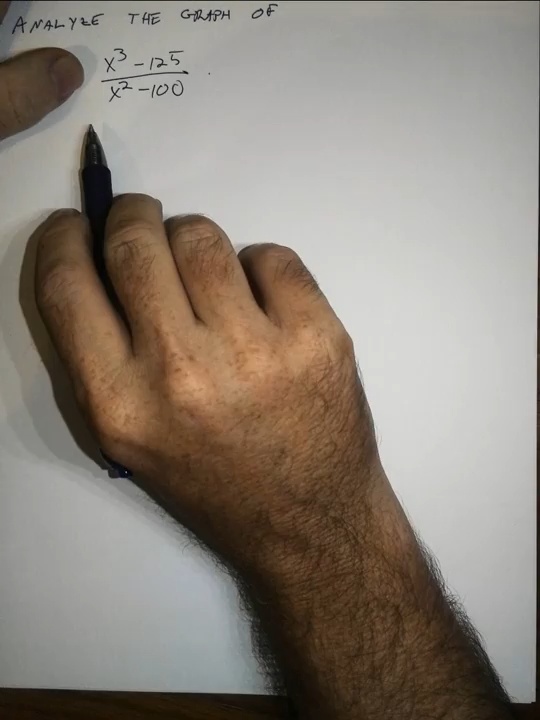 ANALYZE THE GRAPH OF
x³ - 125
x² - 100